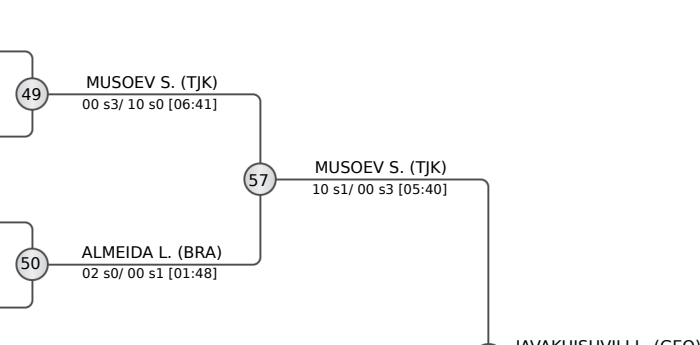 49
MUSOEV S. (TJK)
00 s3/ 10 s0 [06:41]
57
MUSOEV S. (TJK)
10 s1/ 00 s3 [05:40]
50
ALMEIDA L. (BRA)
02 s0/ 00 s1 [01:48]